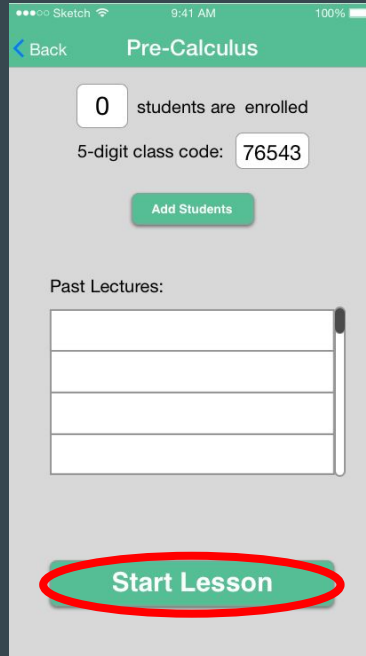 Sketch 9:41 AM 100%
Back Pre-Calculus
0 students are enrolled
5-digit class code: 76543
Add Students
Past Lectures:
Start Lesson